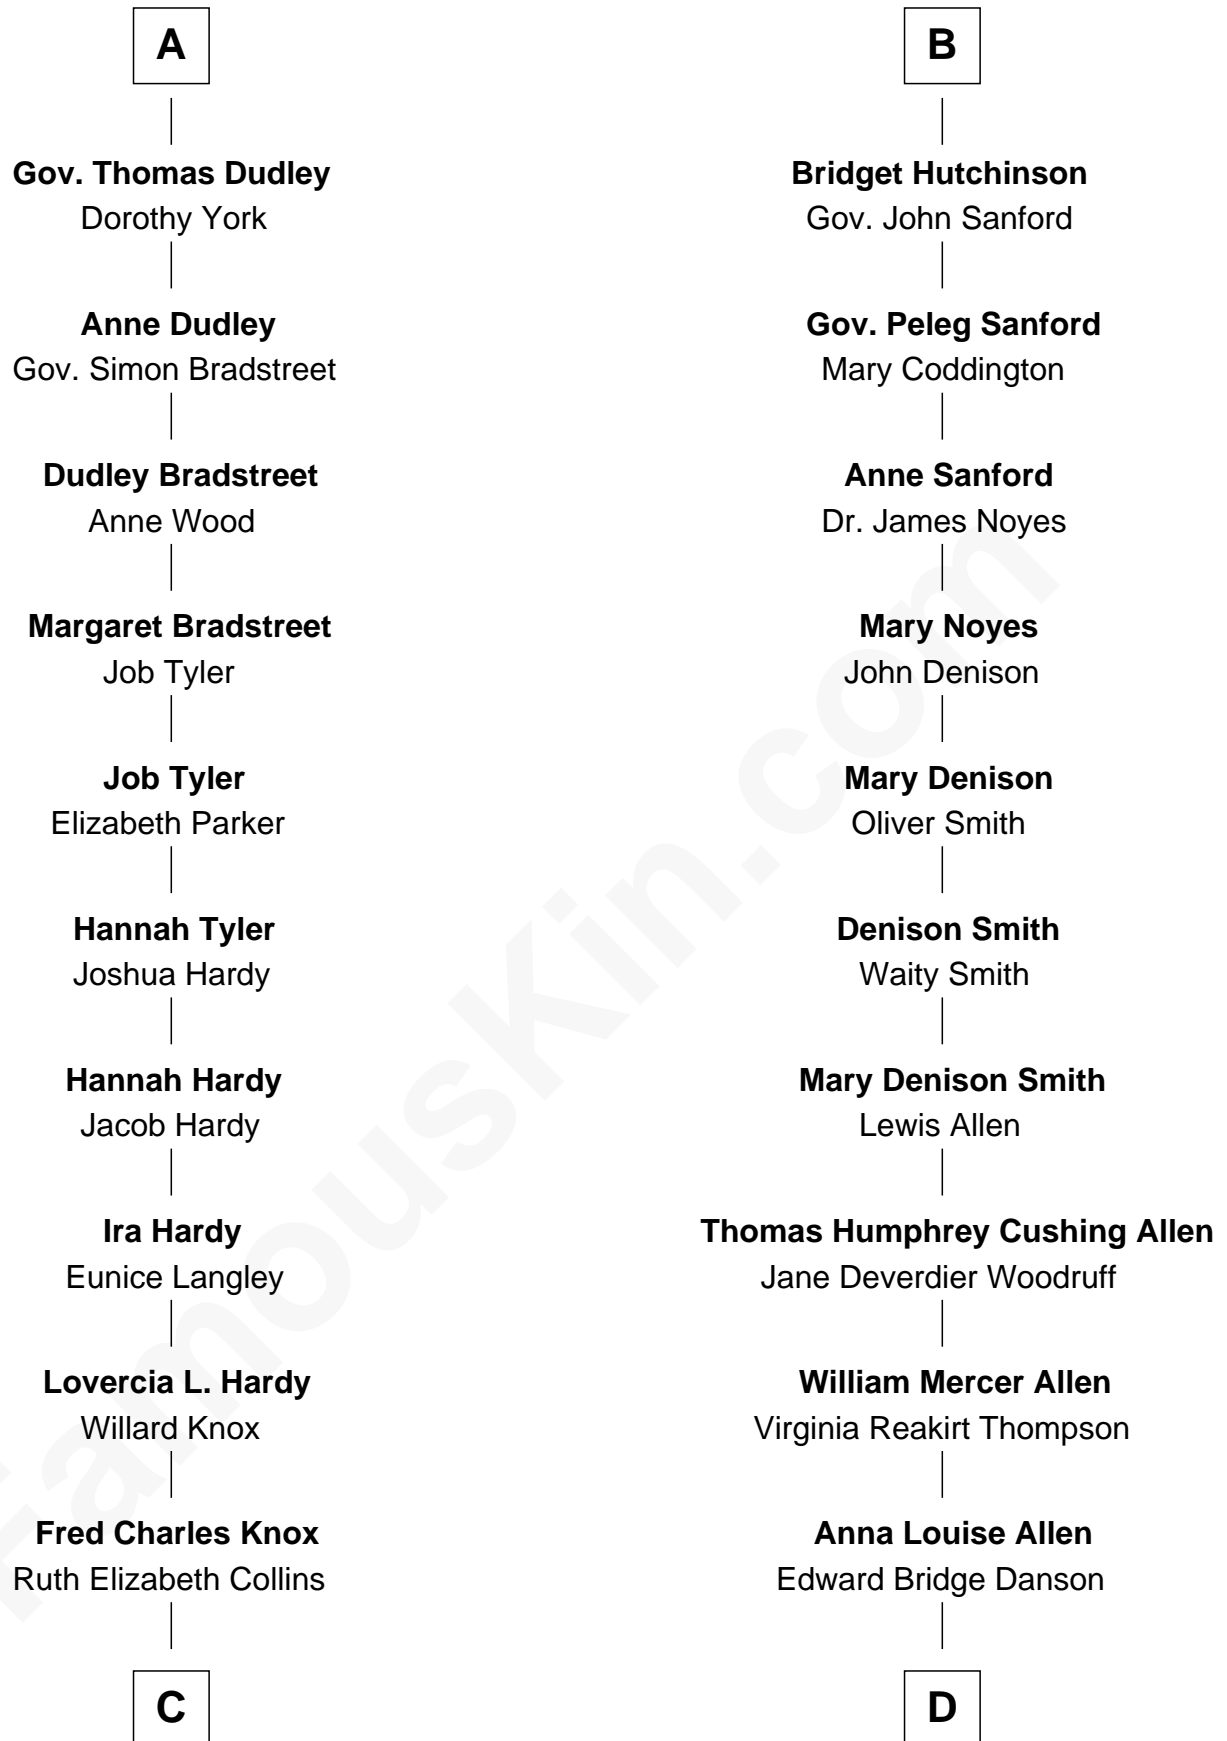 A
Gov. Thomas Dudley
Dorothy York
Anne Dudley
Gov. Simon Bradstreet
Dudley Bradstreet
Anne Wood
Margaret Bradstreet
Job Tyler
Job Tyler
Elizabeth Parker
Hannah Tyler
Joshua Hardy
Hannah Hardy
Jacob Hardy
Ira Hardy
Eunice Langley
Lovercia L. Hardy
Willard Knox
Fred Charles Knox
Ruth Elizabeth Collins
C
B
Bridget Hutchinson
Gov. John Sanford
Gov. Peleg Sanford
Mary Coddington
Anne Sanford
Dr. James Noyes
Mary Noyes
John Denison
Mary Denison
Oliver Smith
Denison Smith
Waity Smith
Mary Denison Smith
Lewis Allen
Thomas Humphrey Cushing Allen
Jane Deverdier Woodruff
William Mercer Allen
Virginia Reakirt Thompson
Anna Louise Allen
Edward Bridge Danson
D
FamousKin.com